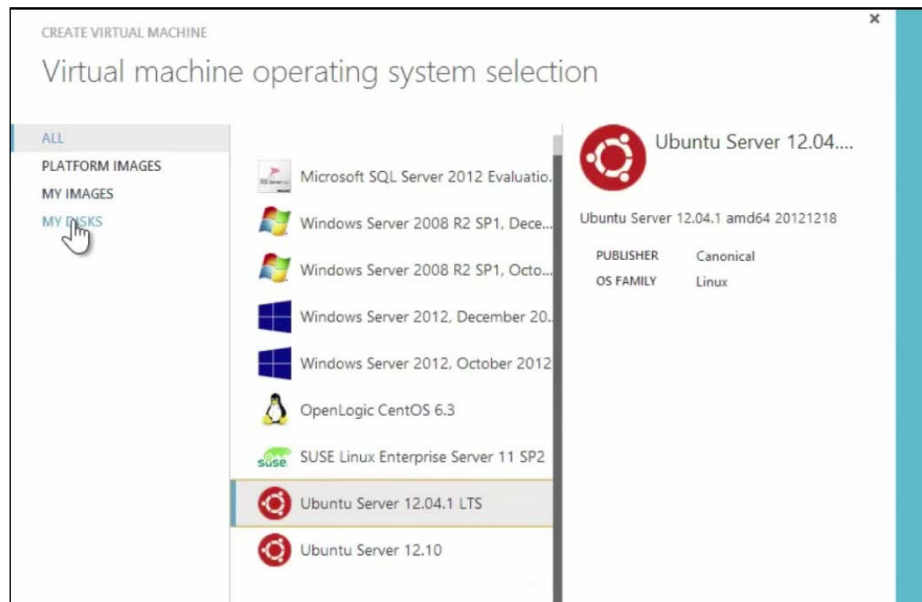 CREATE VIRTUAL MACHINE
Virtual machine operating system selection
ALL
PLATFORM IMAGES
MY IMAGES
MY DISKS
Microsoft SQL Server 2012 Evaluatio.
Windows Server 2008 R2 SP1, Dece...
Windows Server 2008 R2 SP1, Octo...
Windows Server 2012, December 20.
Windows Server 2012, October 2012
OpenLogic CentOS 6.3
SUSE
SUSE Linux Enterprise Server 11 SP2
Ubuntu Server 12.04.1 LTS
Ubuntu Server 12.10
Ubuntu Server 12.04....
Ubuntu Server 12.04.1 amd64 20121218
PUBLISHER Canonical
OS FAMILY Linux